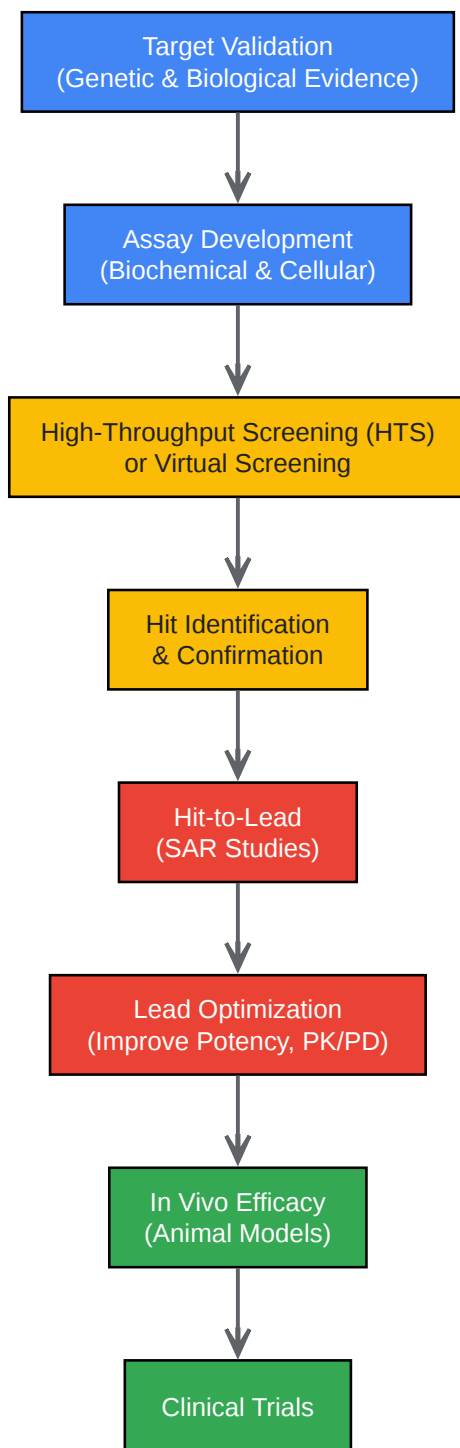 Target Validation
(Genetic & Biological Evidence)
Assay Development
(Biochemical & Cellular)
High-Throughput Screening (HTS)
or Virtual Screening
Hit Identification
& Confirmation
Hit-to-Lead
(SAR Studies)
Lead Optimization
(Improve Potency, PK/PD)
In Vivo Efficacy
(Animal Models)
Clinical Trials